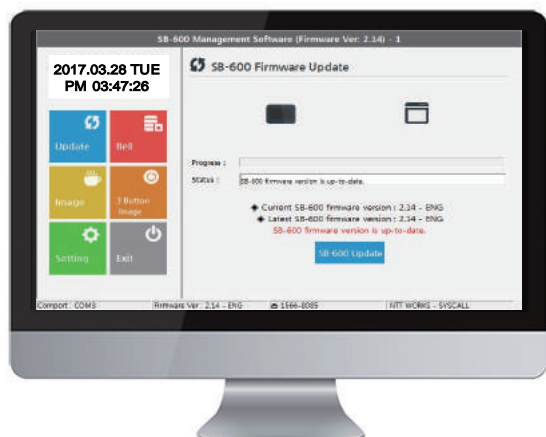 SB-600 Management Software (Firmware Ver: 2.14) - 1
2017.03.28 TUE
PM 03:47:26
Update
Bell
Image
3 Button
Image
Setting
Exit
SB-600 Firmware Update
Progress :
Status :
SB-600 firmware version is up-to-date.
Current SB-600 firmware version : 2.14 - ENG
Latest SB-600 firmware version : 2.14 - ENG
SB-600 firmware version is up-to-date.
SB-600 Update
Comport : COM3
Firmware Ver : 2.14 - ENG
1566-8085
NTT WORKS - SYSCALL